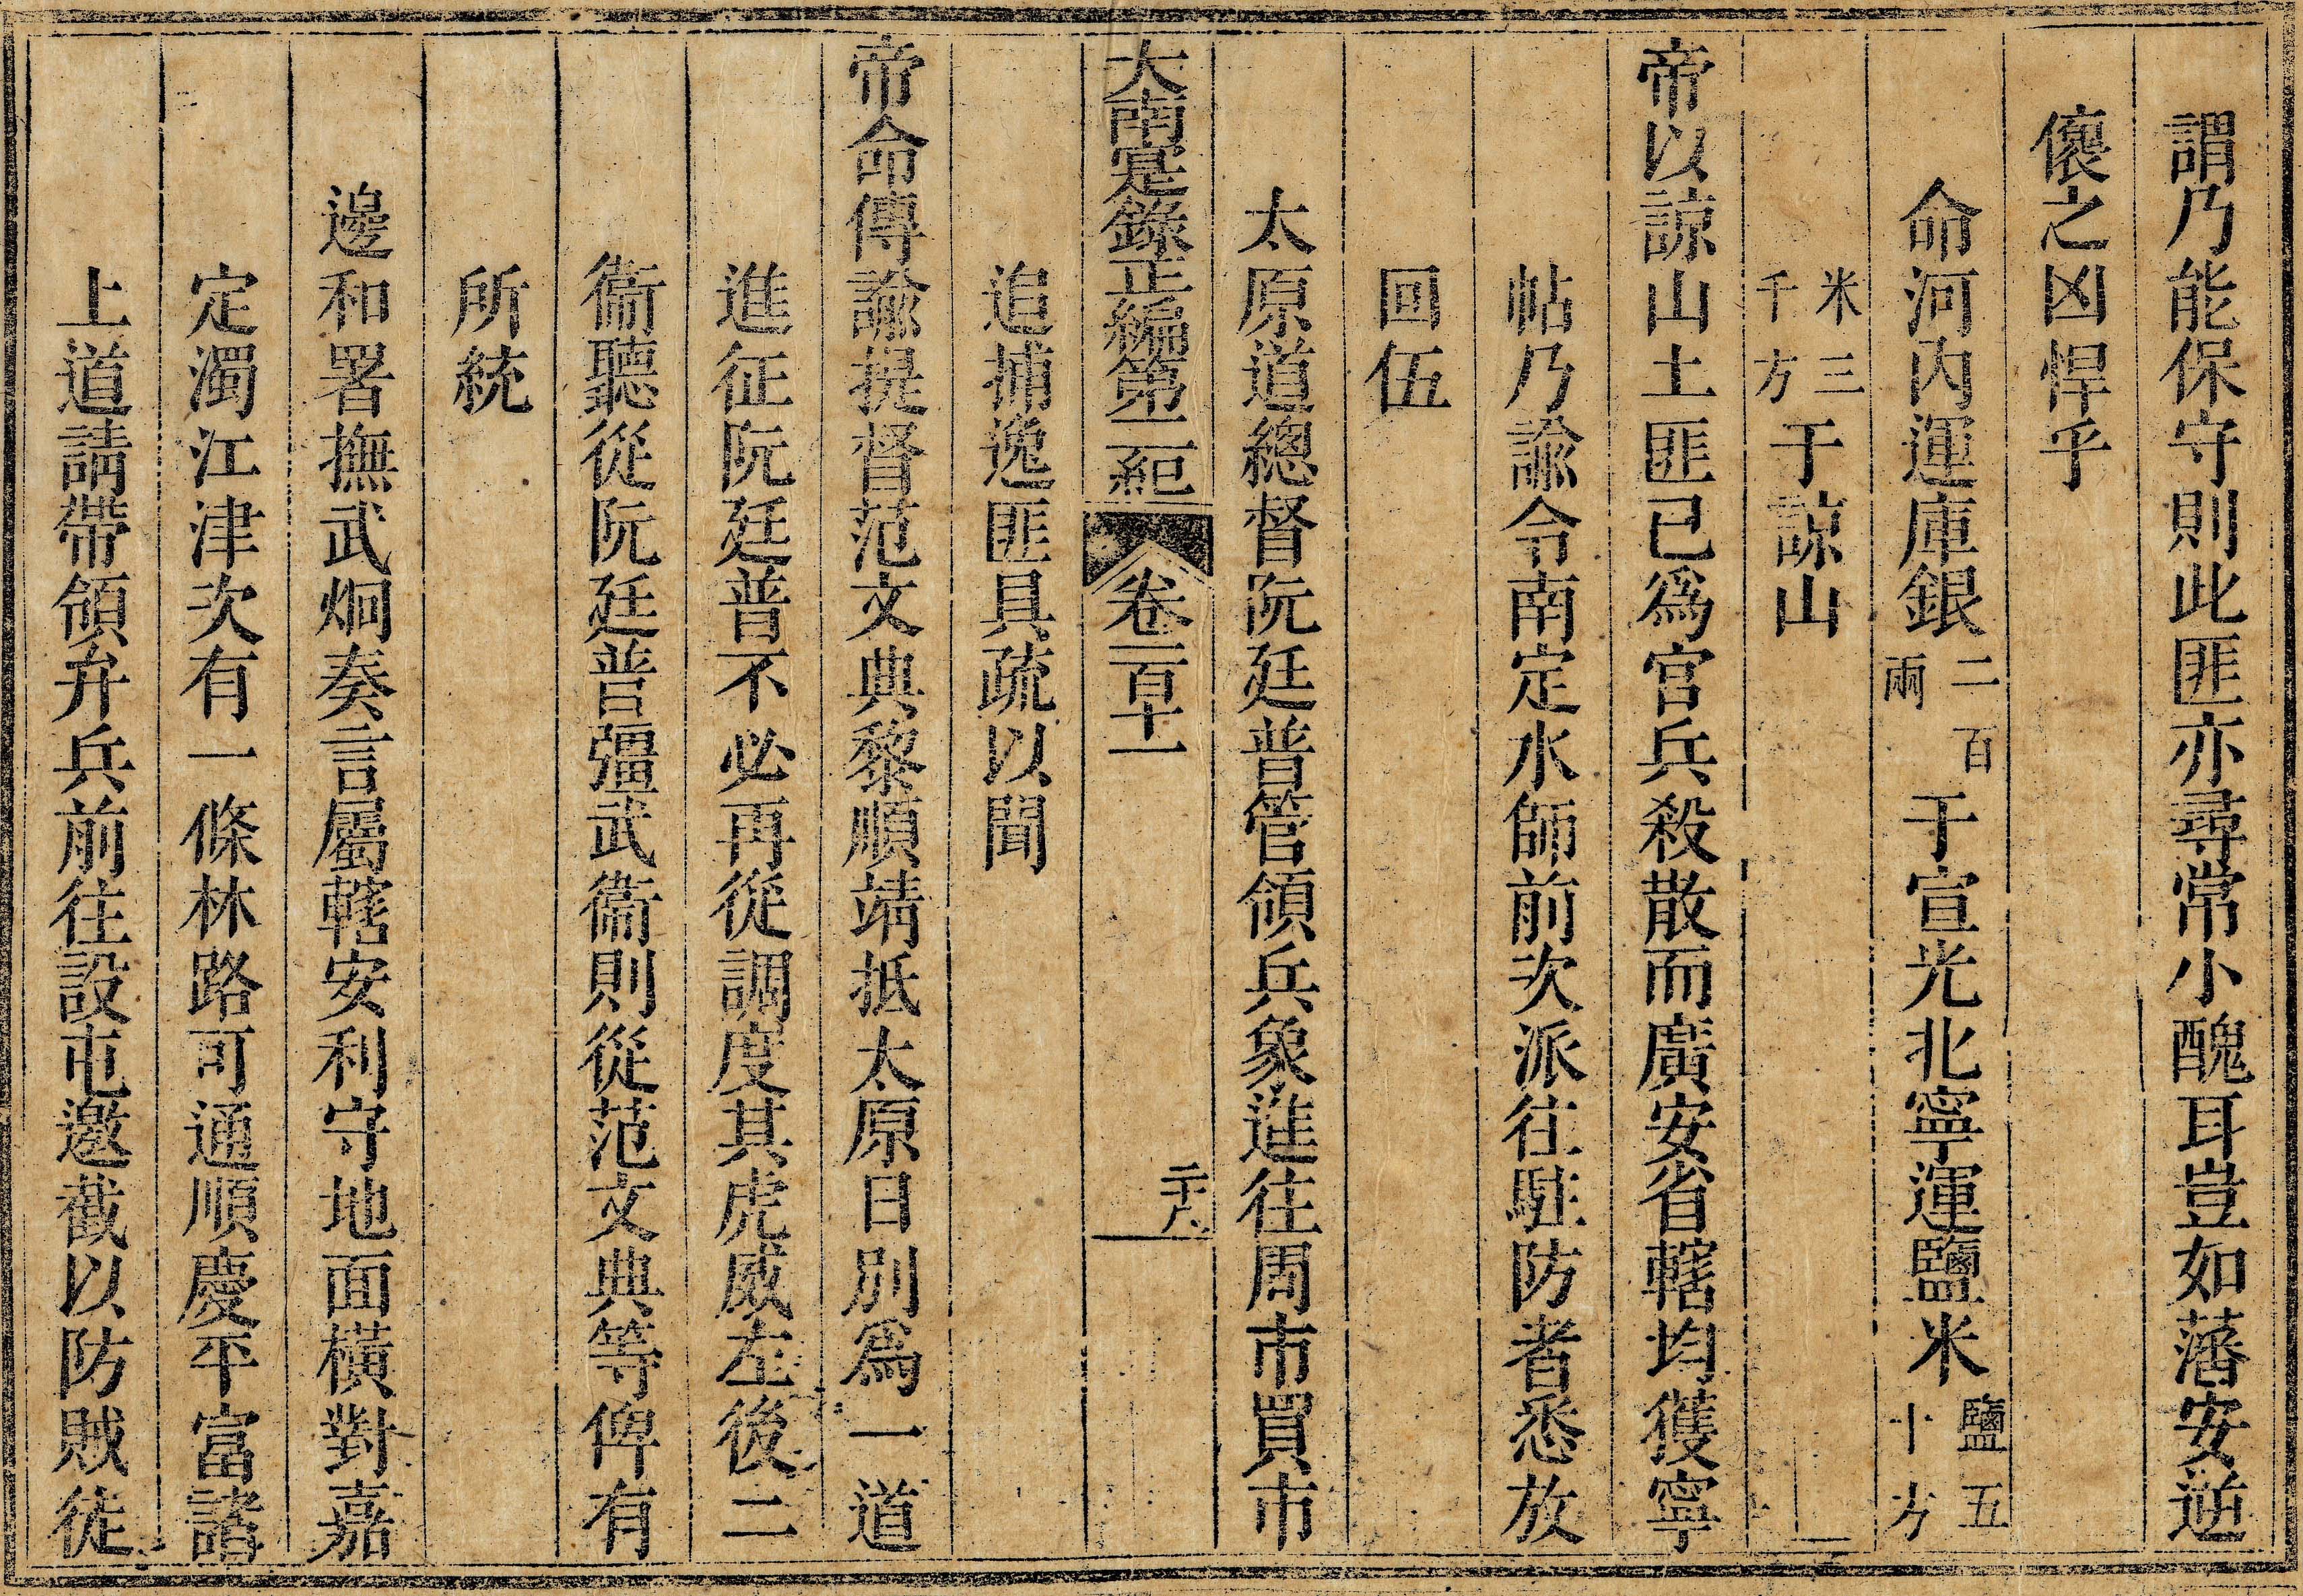 謂乃能保守則此匪亦尋常小醜耳豈如藩安逆
儂之凶悍乎
命河內運庫銀二百兩于宣光北寧運鹽米鹽五十方
米三千方于諒山
帝以諒山土匪已爲官兵殺散而廣安省轄均獲寧
帖乃諭令南定水師前次派往駐防者悉放
回伍
太原道總督阮廷普管領兵象進往周市買市
大南寔錄正編第二紀 卷一百十一 二十八
追捕逸匪具疏以聞
帝命傳諭提督范文典黎順靖抵太原日別爲一道
進征阮廷普不必再從調度其虎威左後二
衞聽從阮廷普彊武衞則從范文典等俾有
所統
邊和署撫武炯奏言屬轄安利守地面橫對嘉
定濁江津次有一條林路可通順慶平富諸
上道請帶領弁兵前往設屯邀截以防賊徒